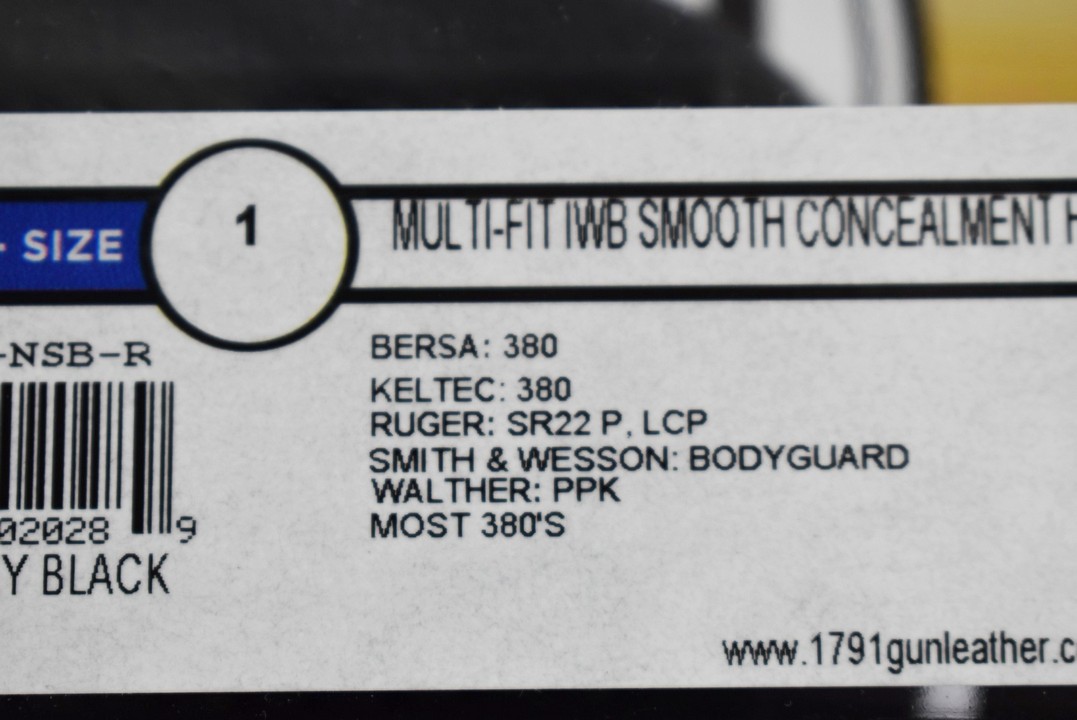 - SIZE
1
MULTI-FIT IWB SMOOTH CONCEALMENT H
-NSB-R
02028 9
Y BLACK
BERSA: 380
KELTEC: 380
RUGER: SR22 P, LCP
SMITH & WESSON: BODYGUARD
WALTHER: PPK
MOST 380'S
www.1791gunleather.c